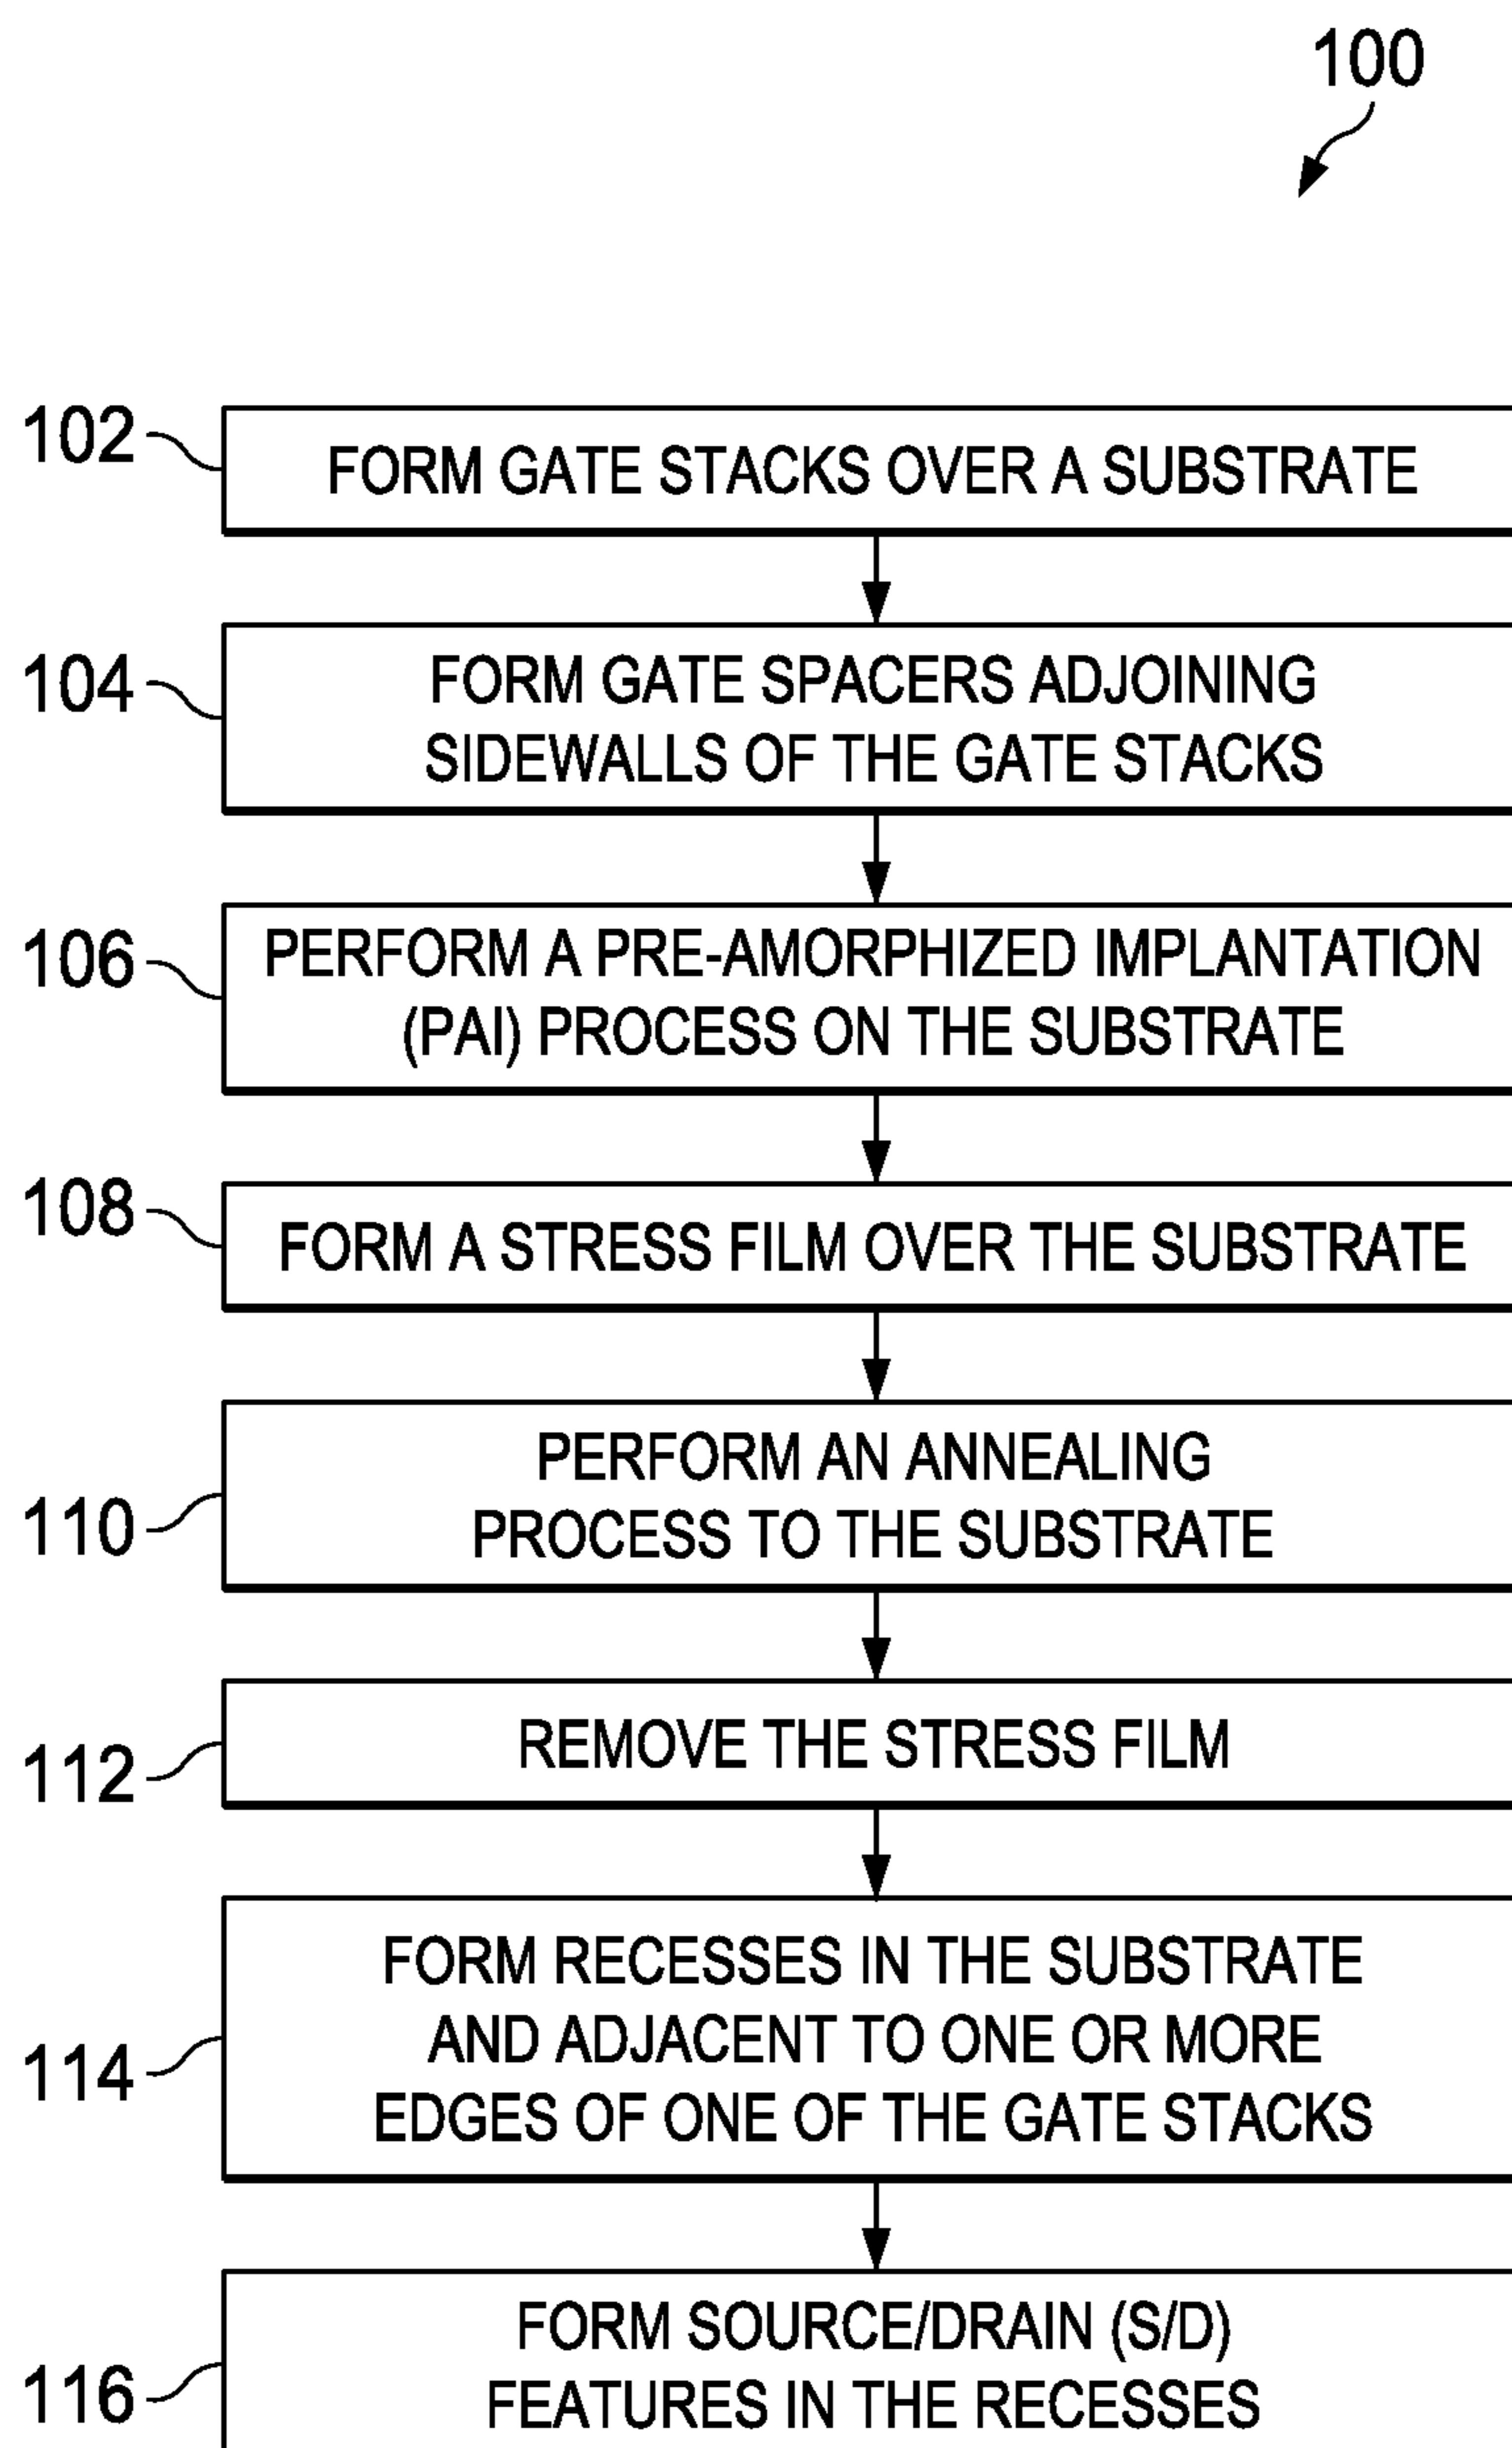 100
102
FORM GATE STACKS OVER A SUBSTRATE
104
FORM GATE SPACERS ADJOINING
SIDEWALLS OF THE GATE STACKS
106
PERFORM A PRE-AMORPHIZED IMPLANTATION
(PAI) PROCESS ON THE SUBSTRATE
108
FORM A STRESS FILM OVER THE SUBSTRATE
110
PERFORM AN ANNEALING
PROCESS TO THE SUBSTRATE
112
REMOVE THE STRESS FILM
114
FORM RECESSES IN THE SUBSTRATE
AND ADJACENT TO ONE OR MORE
EDGES OF ONE OF THE GATE STACKS
116
FORM SOURCE/DRAIN (S/D)
FEATURES IN THE RECESSES